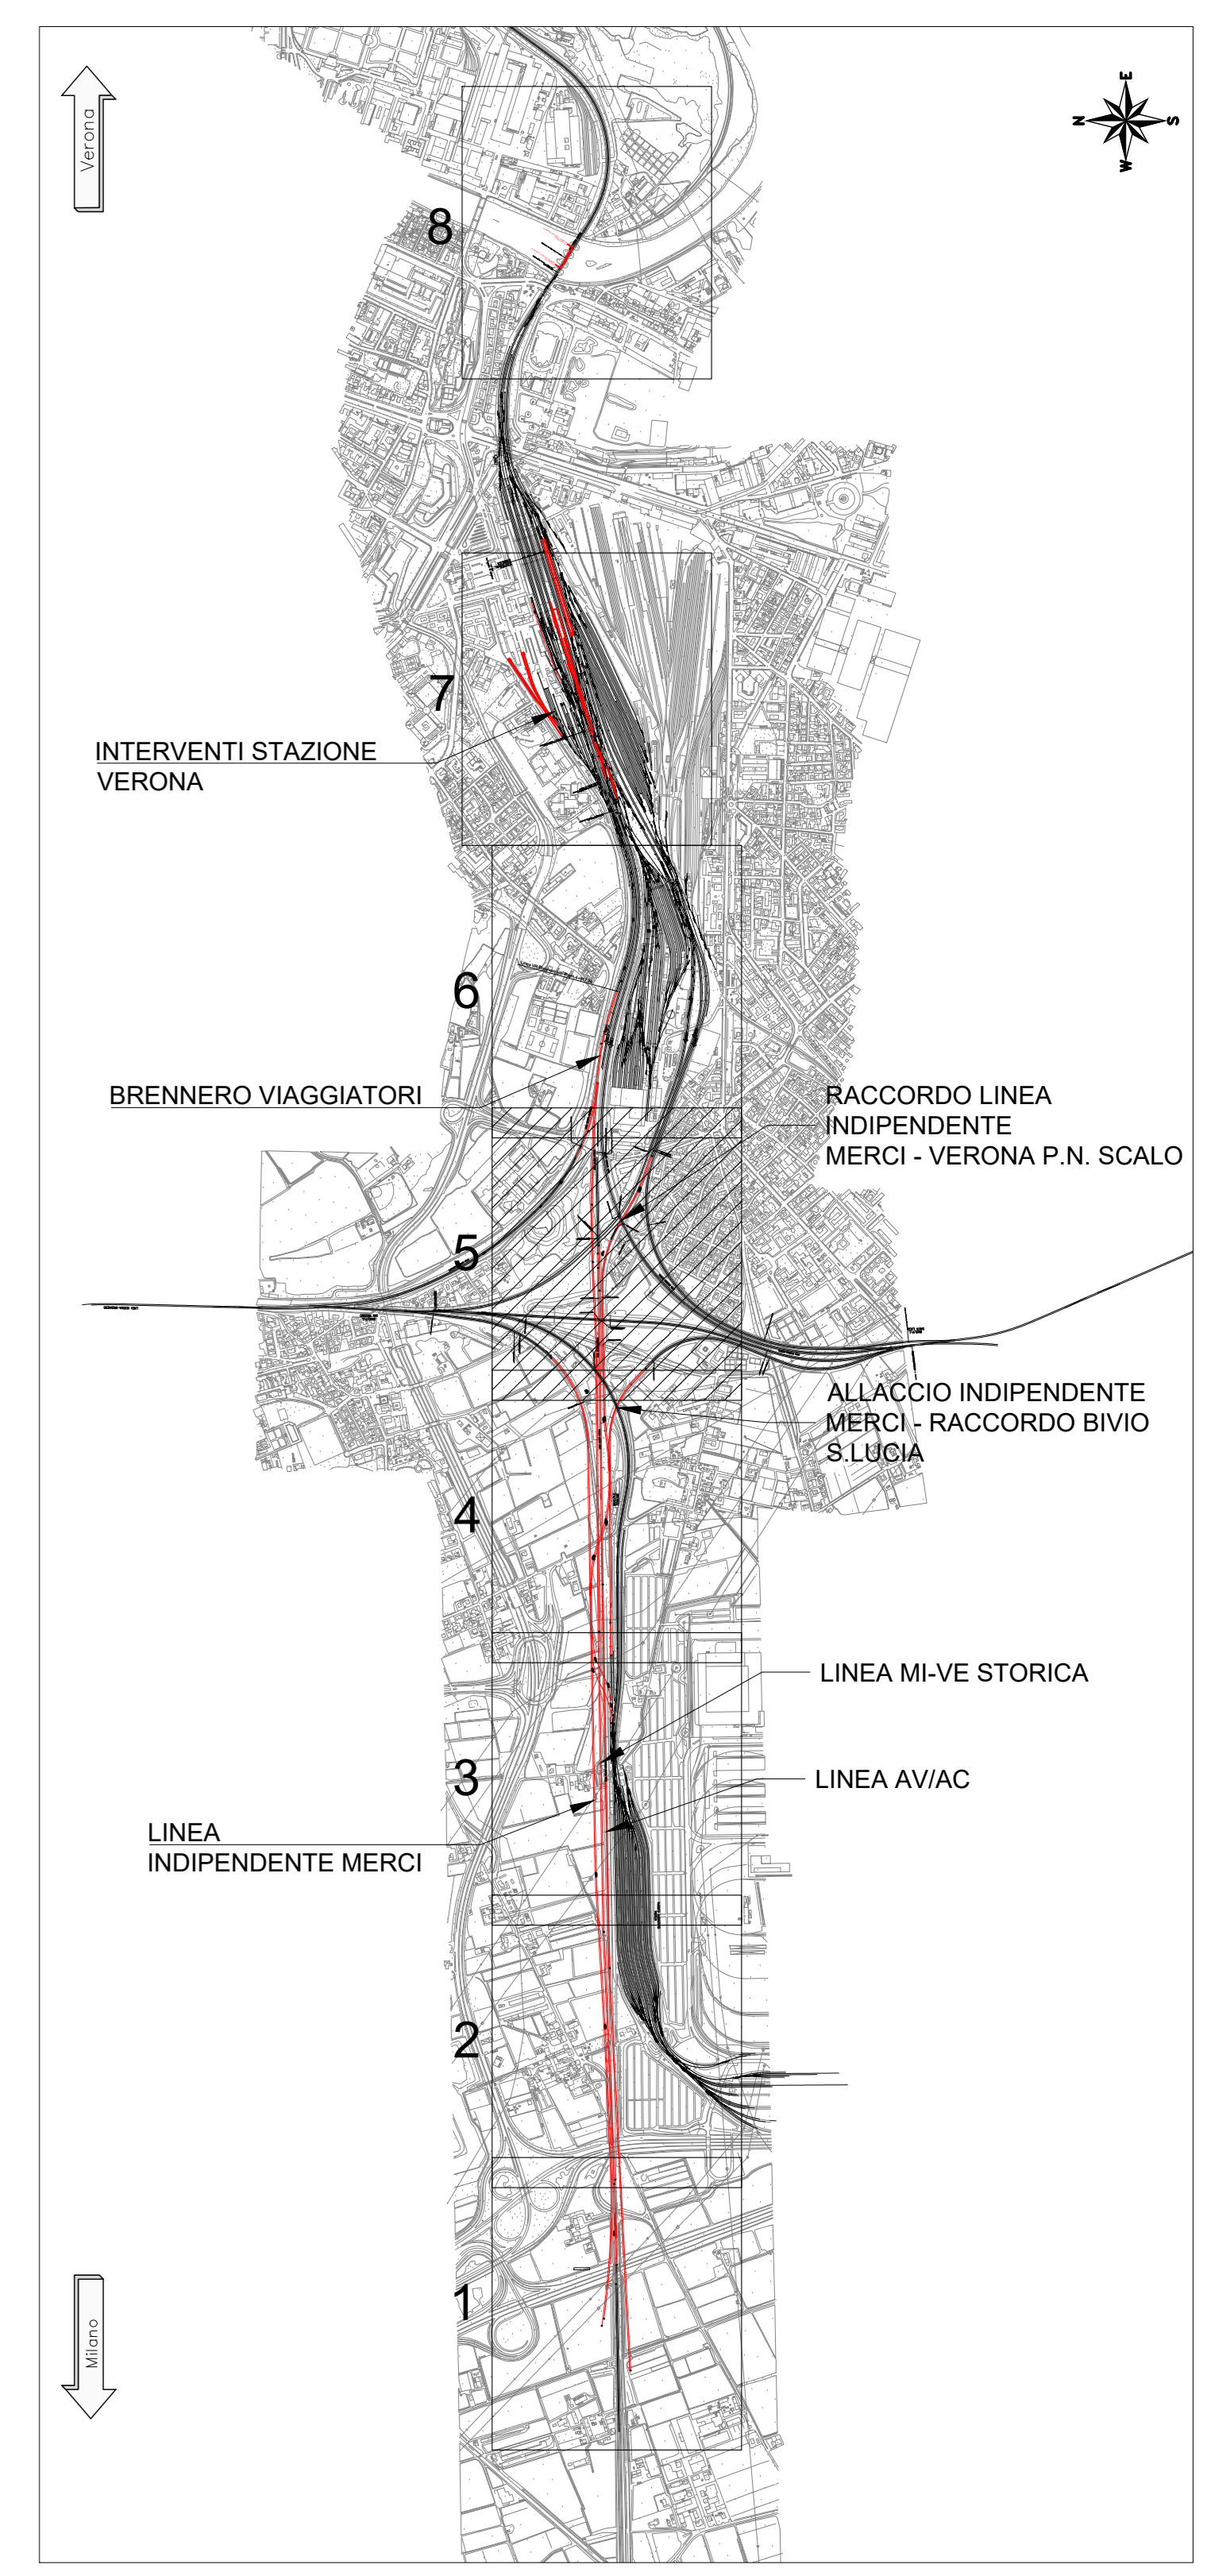 Verona
E
N
S
W
8
7
INTERVENTI STAZIONE
VERONA
6
BRENNERO VIAGGIATORI
RACCORDO LINEA
INDIPENDENTE
MERCI - VERONA P.N. SCALO
5
ALLACCIO INDIPENDENTE
MERCI - RACCORDO BIVIO
S.LUCIA
4
LINEA MI-VE STORICA
3
LINEA AV/AC
LINEA
INDIPENDENTE MERCI
2
1
Milano